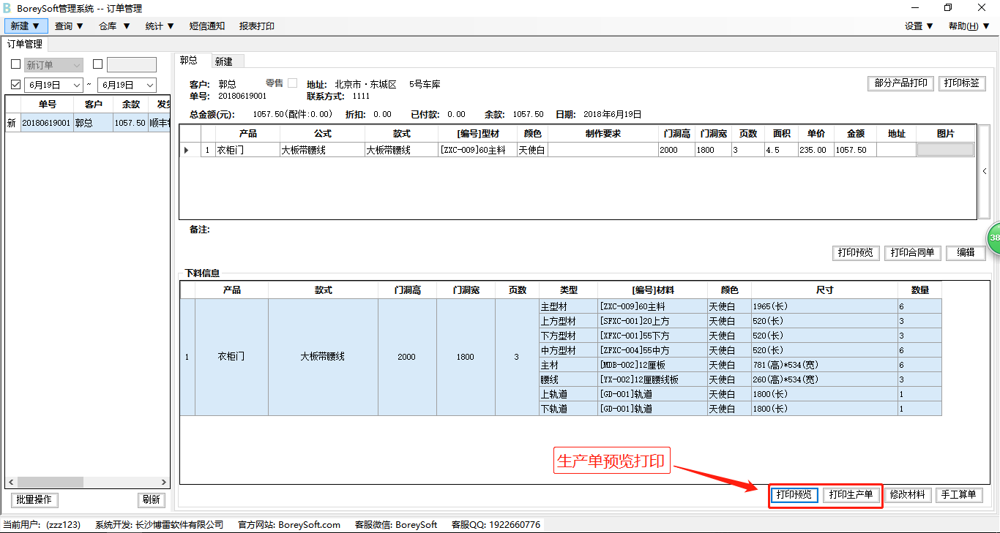 B BoreySoft管理系统 -- 订单管理
新建 ▼ 查询 ▼ 仓库 ▼ 统计 ▼ 短信通知 报表打印 设置 ▼ 帮助(H) ▼
订单管理
新订单
6月19日 ~ 6月19日
单号 客户 余款
新 20180619001 郭总 1057.50
批量操作 刷新
郭总 新建
客户: 郭总 零售 地址: 北京市·东城区 5号车库
单号: 20180619001 联系方式: 1111
部分产品打印 打印标签
总金额(元): 1057.50(配件:0.00) 折扣: 0.00 已付款: 0.00 余款: 1057.50 日期: 2018年6月19日
产品 公式 款式 [编号]型材 颜色 制作要求 门洞高 门洞宽 页数 面积 单价 金额 地址 图片
1 衣柜门 大板带腰线 大板带腰线 [ZXC-009]60主料 天使白 2000 1800 3 4.5 235.00 1057.50
38
备注:
打印预览 打印合同单 编辑
下料信息
产品 款式 门洞高 门洞宽 页数 类型 [编号]材料 颜色 尺寸 数量
1 衣柜门 大板带腰线 2000 1800 3
主型材 [ZXC-009]60主料 天使白 1965(长) 6
上方型材 [SFXC-001]20上方 天使白 520(长) 3
下方型材 [XFXC-001]55下方 天使白 520(长) 3
中方型材 [ZFXC-004]55中方 天使白 520(长) 6
主材 [MDB-002]12厘板 天使白 781(高)*534(宽) 6
腰线 [YX-002]12厘腰线板 天使白 260(高)*534(宽) 3
上轨道 [GD-001]轨道 天使白 1800(长) 1
下轨道 [GD-001]轨道 天使白 1800(长) 1
生产单预览打印
打印预览 打印生产单 修改材料 手工算单
当前用户: (zzz123) 系统开发: 长沙博雷软件有限公司 官方网站: BoreySoft.com 客服微信: BoreySoft 客服QQ: 1922660776